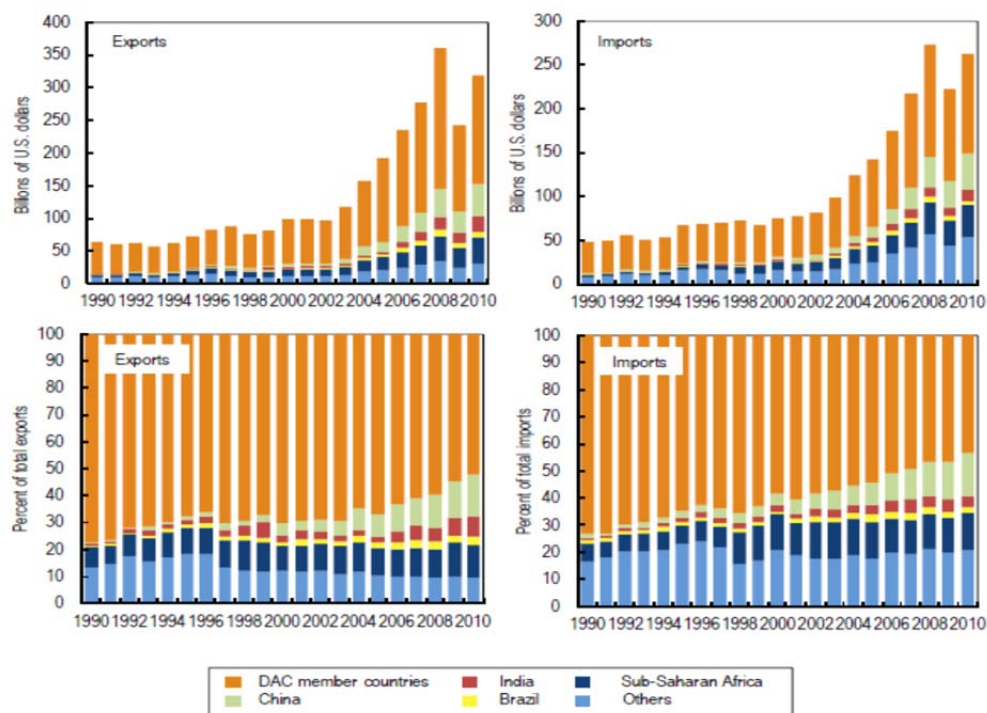 Exports
Billions of U.S. dollars
400
350
300
250
200
150
100
50
0
1990 1992 1994 1996 1998 2000 2002 2004 2006 2008 2010
Imports
Billions of U.S. dollars
300
250
200
150
100
50
0
1990 1992 1994 1996 1998 2000 2002 2004 2006 2008 2010
Exports
Percent of total exports
100
90
80
70
60
50
40
30
20
10
0
1990 1992 1994 1996 1998 2000 2002 2004 2006 2008 2010
Imports
Percent of total imports
100
90
80
70
60
50
40
30
20
10
0
1990 1992 1994 1996 1998 2000 2002 2004 2006 2008 2010
DAC member countries India Sub-Saharan Africa
China Brazil Others